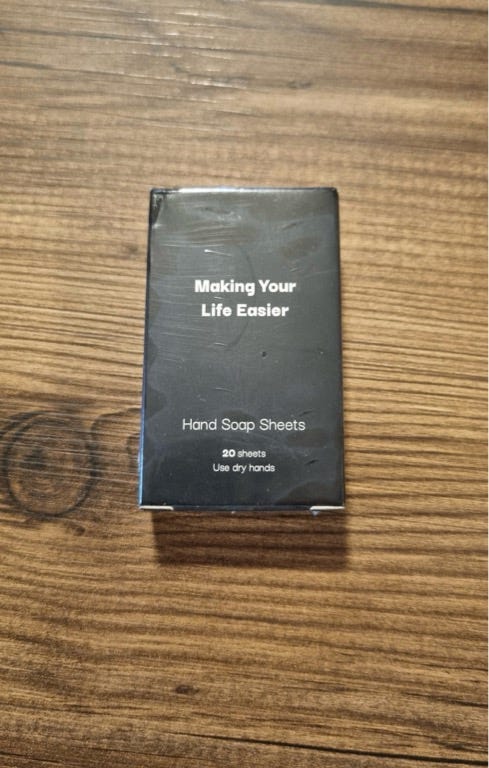 Making Your
Life Easier
Hand Soap Sheets
20 sheets
Use dry hands